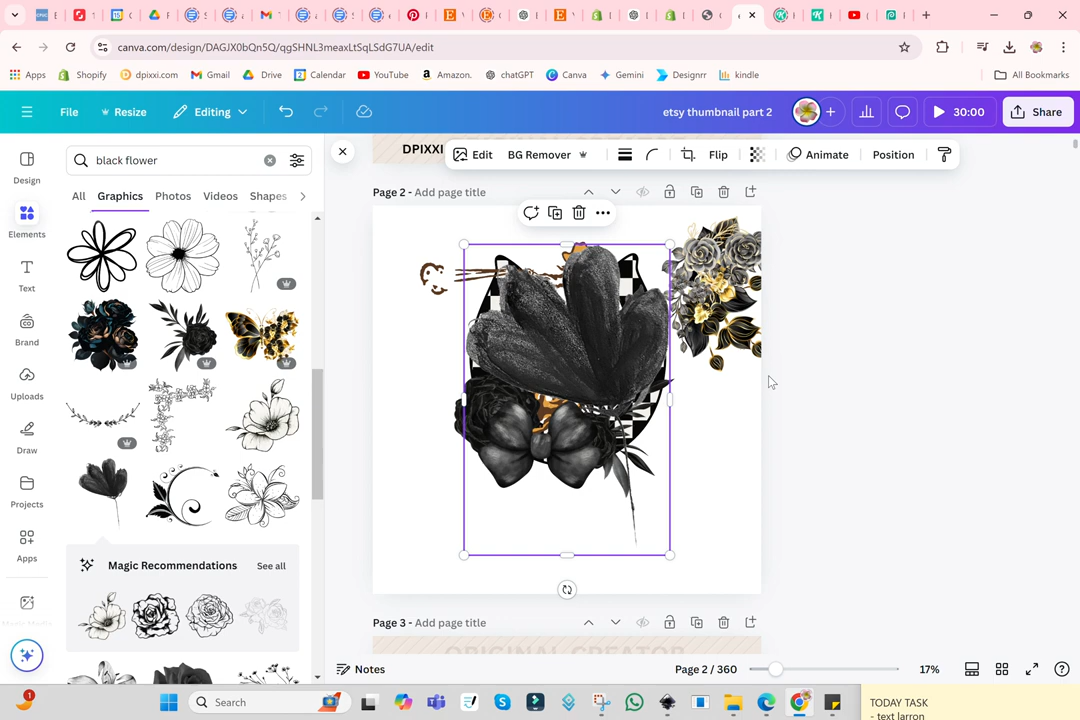 canva.com/design/DAGJX0bQn5Q/qgSHNL3meaxLtSqLSdG7UA/edit
Apps Shopify dpixxi.com Gmail Drive Calendar YouTube Amazon. chatGPT Canva Gemini Designrr kindle All Bookmarks
File Resize Editing etsy thumbnail part 2 30:00 Share
black flower
All Graphics Photos Videos Shapes
Design
Elements
Text
Brand
Uploads
Draw
Projects
Apps
Magic Recommendations See all
DPIXXI
Edit BG Remover Flip Animate Position
Page 2 - Add page title
Page 3 - Add page title
ORIGINAL CREATOR
Notes Page 2 / 360 17%
Search
TODAY TASK
- text larron